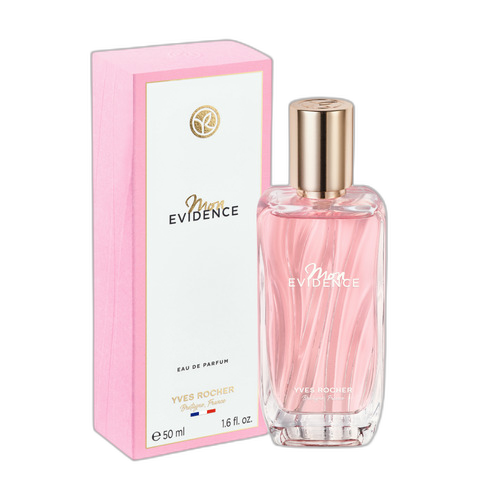 Mon
EVIDENCE
EAU DE PARFUM
YVES ROCHER
Bretagne, France
℮ 50 ml 1.6 fl. oz.
Mon
EVIDENCE
YVES ROCHER
Bretagne, France